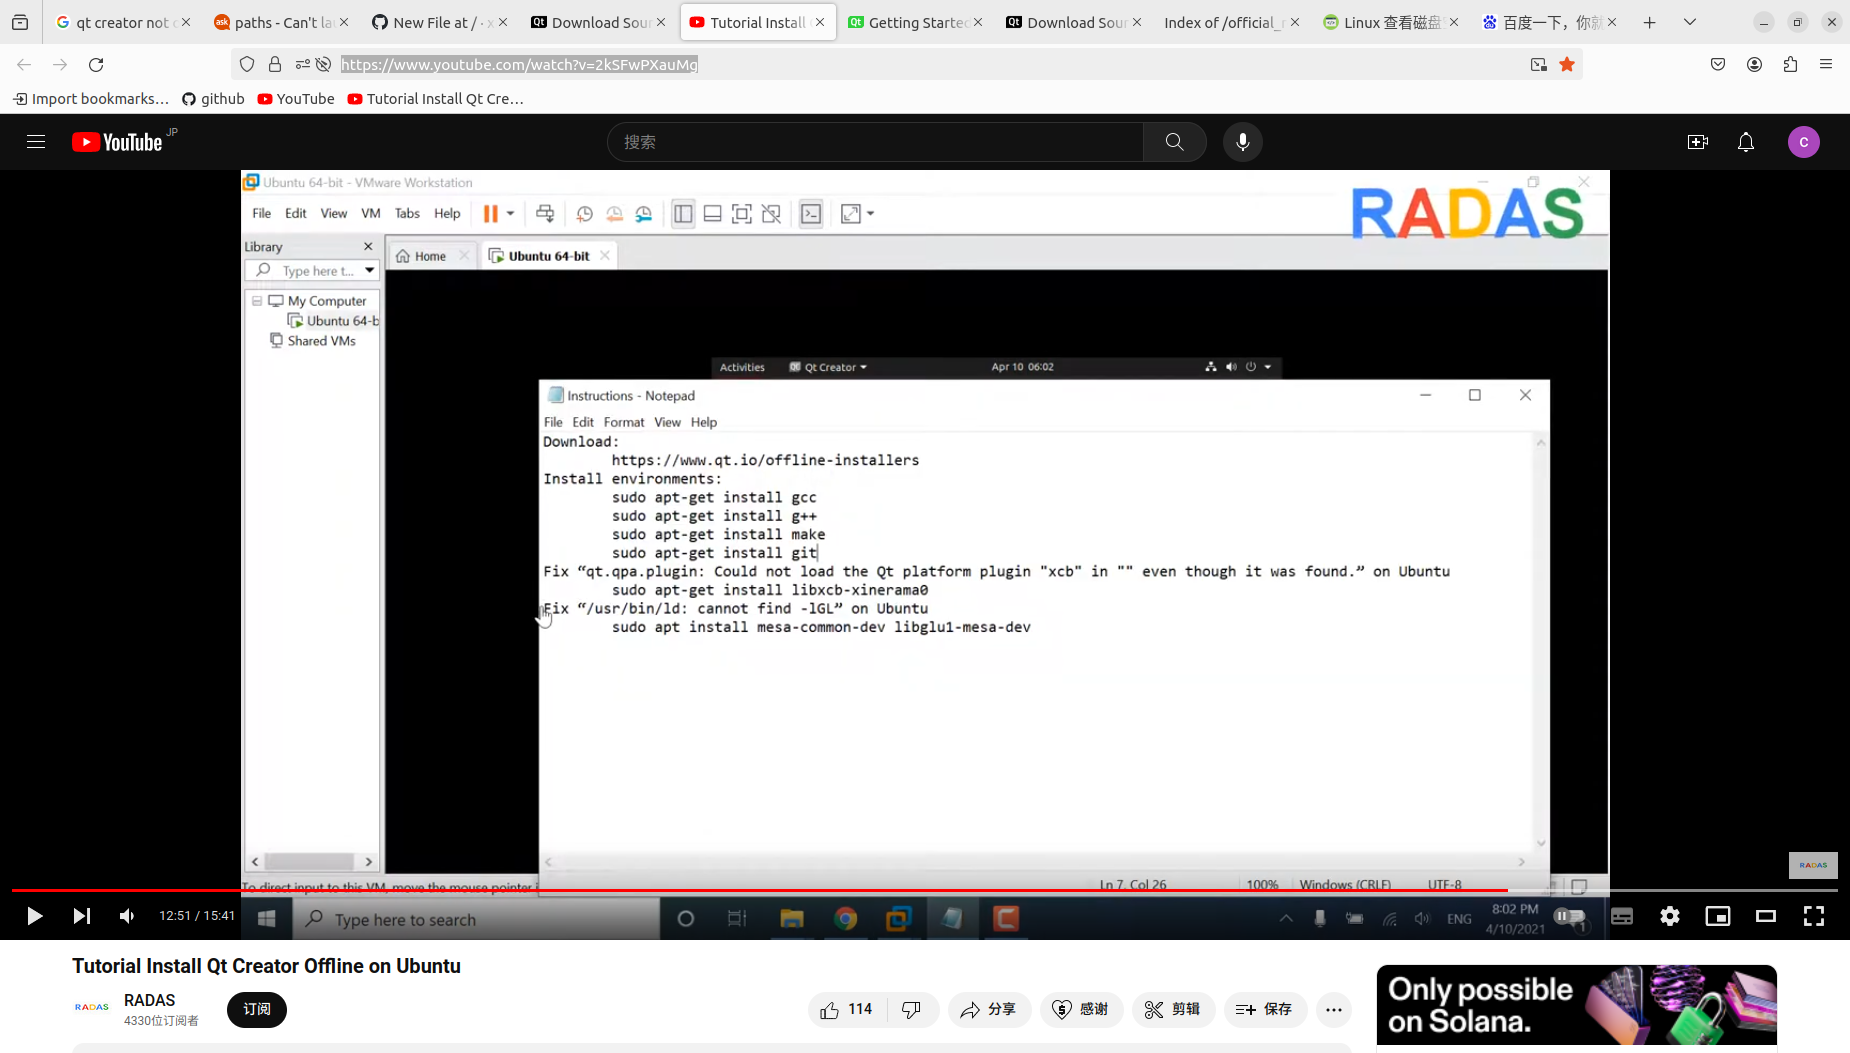 qt creator not
paths - Can't la
New File at / · x
Download Sour
Tutorial Install
Getting Started
Download Sour
Index of /official_
Linux 查看磁盘
百度一下，你就
https://www.youtube.com/watch?v=2kSFwPXauMg
Import bookmarks...
github
YouTube
Tutorial Install Qt Cre...
YouTube JP
搜索
C
Ubuntu 64-bit - VMware Workstation
File Edit View VM Tabs Help
RADAS
Library
Type here t...
Home
Ubuntu 64-bit
My Computer
Ubuntu 64-b
Shared VMs
Activities Qt Creator Apr 10 06:02
Instructions - Notepad
File Edit Format View Help
Download:
https://www.qt.io/offline-installers
Install environments:
sudo apt-get install gcc
sudo apt-get install g++
sudo apt-get install make
sudo apt-get install git
Fix “qt.qpa.plugin: Could not load the Qt platform plugin "xcb" in "" even though it was found.” on Ubuntu
sudo apt-get install libxcb-xinerama0
Fix “/usr/bin/ld: cannot find -lGL” on Ubuntu
sudo apt install mesa-common-dev libglu1-mesa-dev
RADAS
To direct input to this VM, move the mouse pointer i
Ln 7, Col 26 100% Windows (CRLF) UTF-8
12:51 / 15:41
Type here to search
ENG
8:02 PM
4/10/2021
1
Tutorial Install Qt Creator Offline on Ubuntu
RADAS
RADAS
4330位订阅者
订阅
114
分享
感谢
剪辑
保存
Only possible
on Solana.